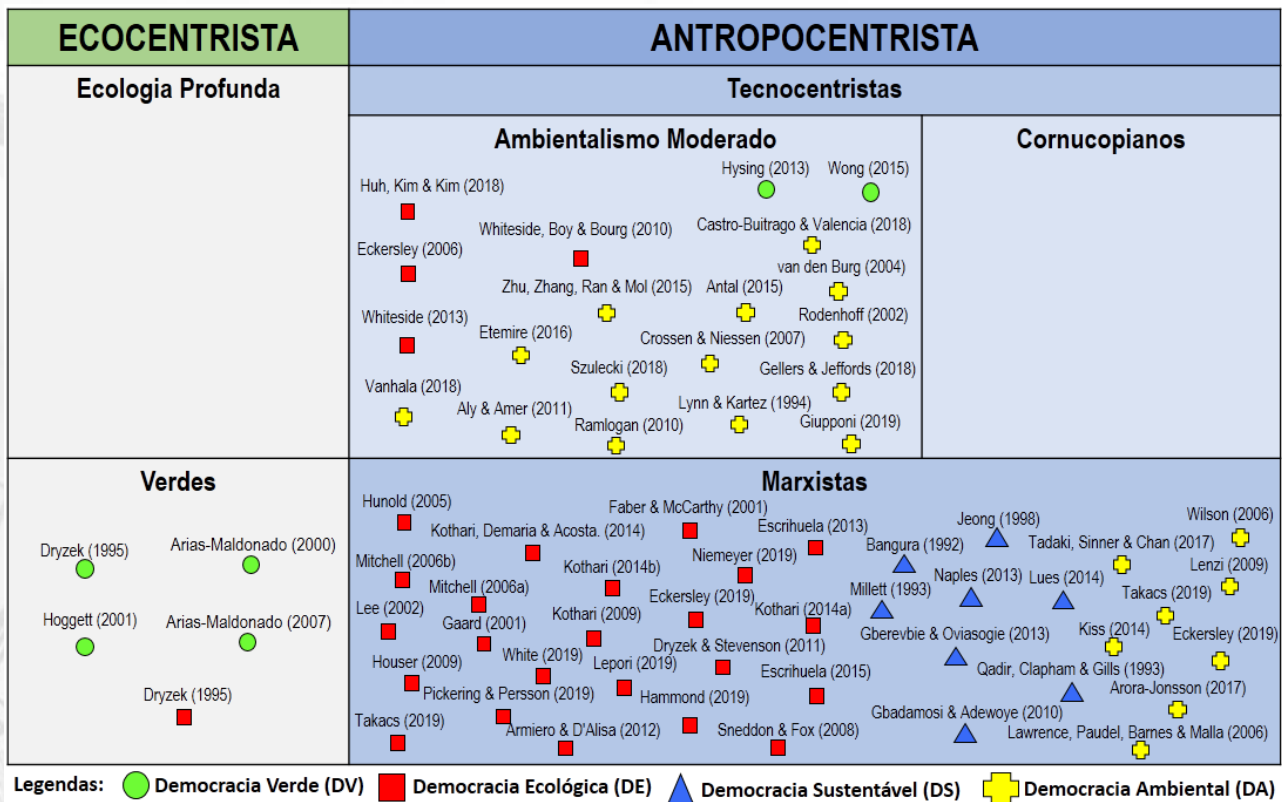 ECOCENTRISTA
ANTROPOCENTRISTA
Ecologia Profunda
Tecnocentristas
Ambientalismo Moderado
Cornucopianos
Hysing (2013)
Wong (2015)
Huh, Kim & Kim (2018)
Whiteside, Boy & Bourg (2010)
Castro-Buitrago & Valencia (2018)
Eckersley (2006)
van den Burg (2004)
Zhu, Zhang, Ran & Mol (2015)
Antal (2015)
Rodenhoff (2002)
Whiteside (2013)
Etemire (2016)
Crossen & Niessen (2007)
Szulecki (2018)
Gellers & Jeffords (2018)
Vanhala (2018)
Aly & Amer (2011)
Lynn & Kartez (1994)
Ramlogan (2010)
Giupponi (2019)
Verdes
Dryzek (1995)
Arias-Maldonado (2000)
Hoggett (2001)
Arias-Maldonado (2007)
Dryzek (1995)
Marxistas
Hunold (2005)
Faber & McCarthy (2001)
Kothari, Demaria & Acosta. (2014)
Escrihuela (2013)
Jeong (1998)
Wilson (2006)
Bangura (1992)
Tadaki, Sinner & Chan (2017)
Mitchell (2006b)
Niemeyer (2019)
Lenzi (2009)
Kothari (2014b)
Mitchell (2006a)
Millett (1993)
Naples (2013)
Lues (2014)
Takacs (2019)
Lee (2002)
Eckersley (2019)
Kothari (2014a)
Gaard (2001)
Kothari (2009)
Gberevbie & Oviasogie (2013)
Kiss (2014)
Eckersley (2019)
Dryzek & Stevenson (2011)
Houser (2009)
White (2019)
Lepori (2019)
Escrihuela (2015)
Qadir, Clapham & Gills (1993)
Pickering & Persson (2019)
Hammond (2019)
Arora-Jonsson (2017)
Takacs (2019)
Armiero & D'Alisa (2012)
Sneddon & Fox (2008)
Gbadamosi & Adewoye (2010)
Lawrence, Paudel, Barnes & Malla (2006)
Legendas: Democracia Verde (DV) Democracia Ecológica (DE) Democracia Sustentável (DS) Democracia Ambiental (DA)